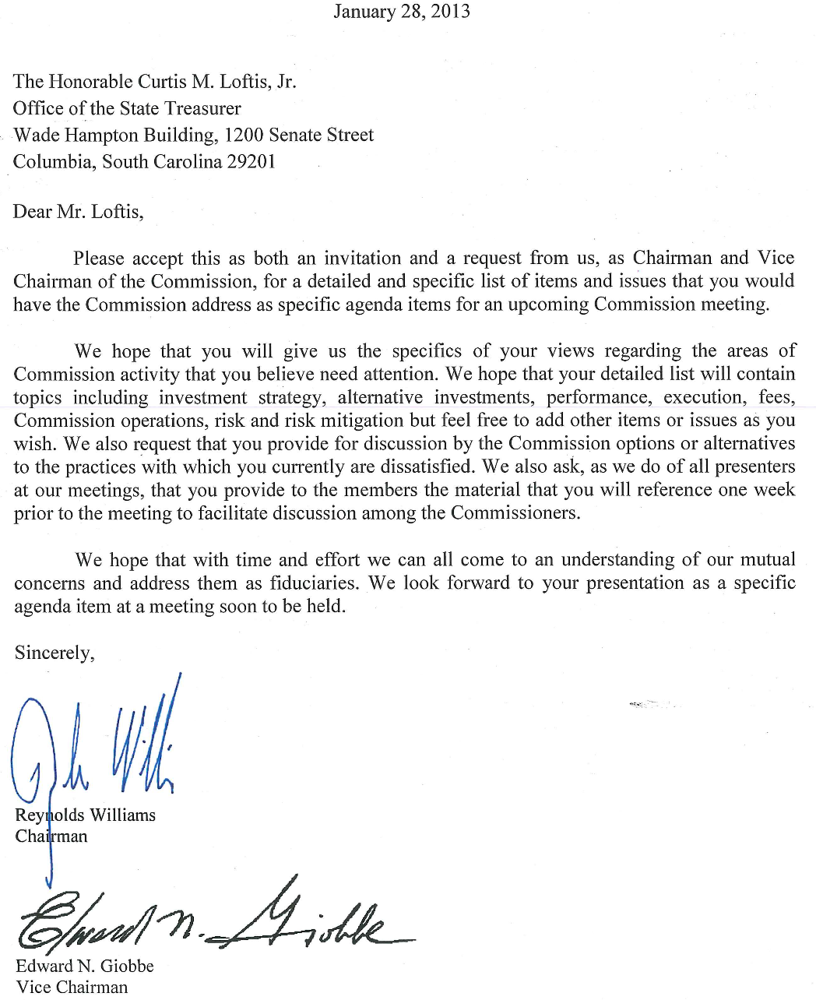 January 28, 2013
The Honorable Curtis M. Loftis, Jr.
Office of the State Treasurer
Wade Hampton Building, 1200 Senate Street
Columbia, South Carolina 29201
Dear Mr. Loftis,
Please accept this as both an invitation and a request from us, as Chairman and Vice
Chairman of the Commission, for a detailed and specific list of items and issues that you would
have the Commission address as specific agenda items for an upcoming Commission meeting.
We hope that you will give us the specifics of your views regarding the areas of
Commission activity that you believe need attention. We hope that your detailed list will contain
topics including investment strategy, alternative investments, performance, execution, fees,
Commission operations, risk and risk mitigation but feel free to add other items or issues as you
wish. We also request that you provide for discussion by the Commission options or alternatives
to the practices with which you currently are dissatisfied. We also ask, as we do of all presenters
at our meetings, that you provide to the members the material that you will reference one week
prior to the meeting to facilitate discussion among the Commissioners.
We hope that with time and effort we can all come to an understanding of our mutual
concerns and address them as fiduciaries. We look forward to your presentation as a specific
agenda item at a meeting soon to be held.
Sincerely,
Reynolds Williams
Chairman
Edward N. Giobbe
Edward N. Giobbe
Vice Chairman